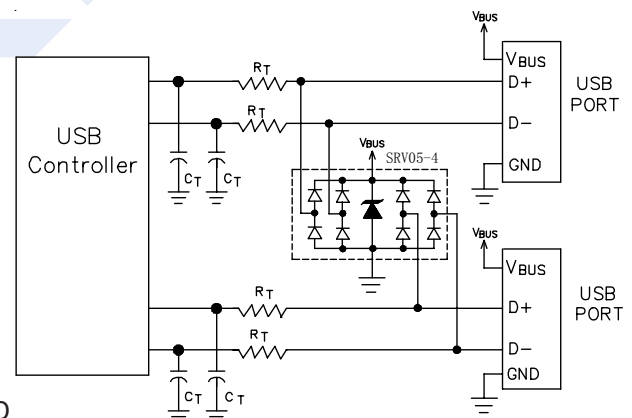 VBUS
RT
VBUS
D+
USB
PORT
RT
D-
USB
Controller
VBUS
SRV05-4
CT
CT
GND
VBUS
VBUS
RT
D+
USB
PORT
RT
D-
CT
CT
GND